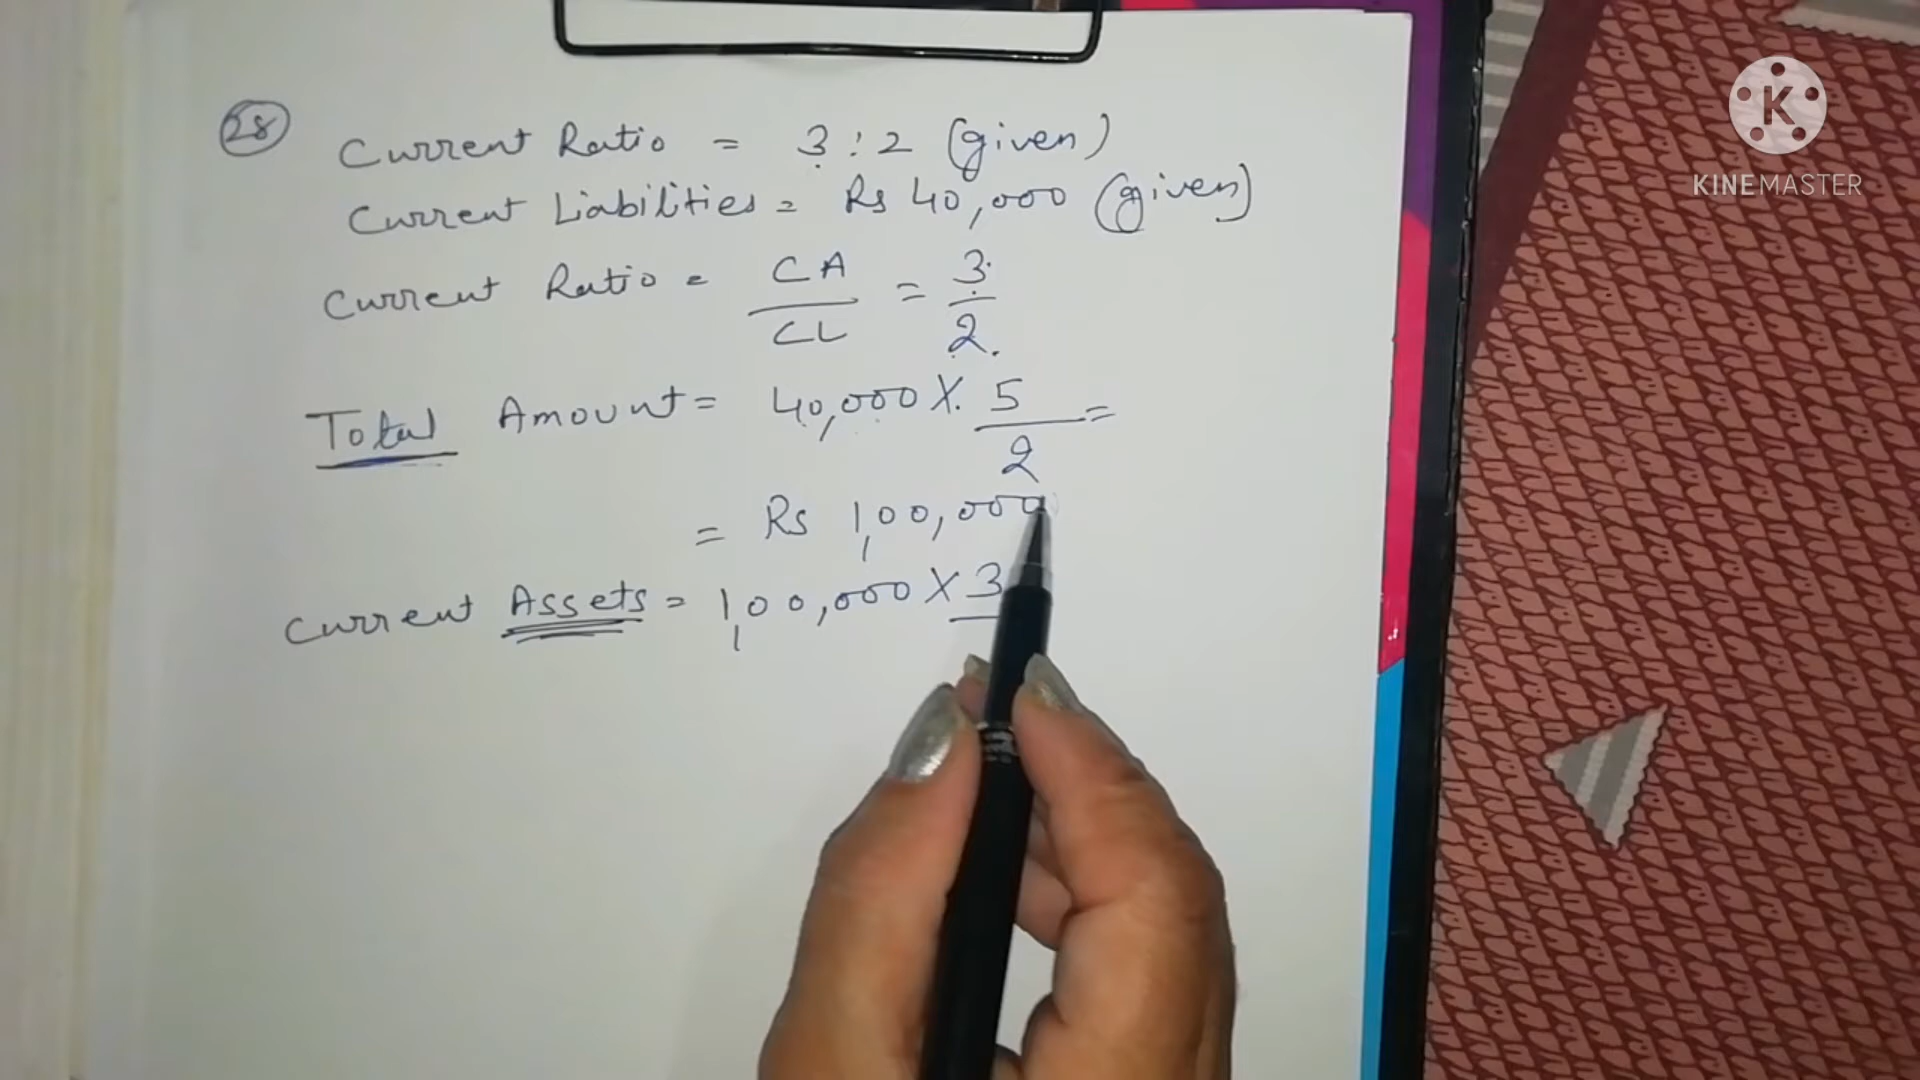 28 Current Ratio = 3 : 2 (given)
Current Liabilities = Rs 40,000 (given)
Current Ratio = CA / CL = 3 / 2
Total Amount = 40,000 X 5 / 2 =
= Rs 1,00,000
Current Assets = 1,00,000 X 3
K
KINEMASTER